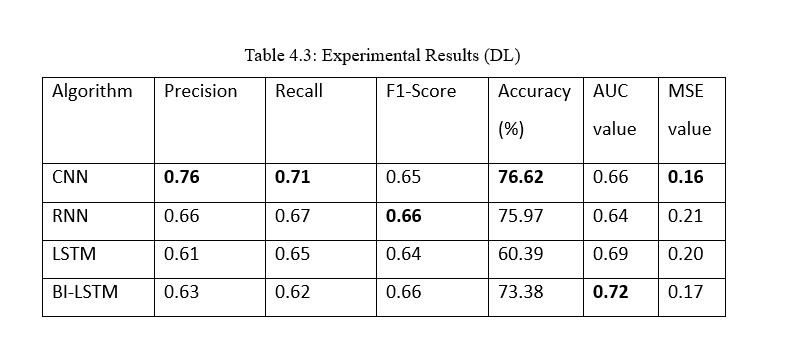 Table 4.3: Experimental Results (DL)
Algorithm Precision Recall F1-Score Accuracy (%) AUC value MSE value
CNN 0.76 0.71 0.65 76.62 0.66 0.16
RNN 0.66 0.67 0.66 75.97 0.64 0.21
LSTM 0.61 0.65 0.64 60.39 0.69 0.20
BI-LSTM 0.63 0.62 0.66 73.38 0.72 0.17